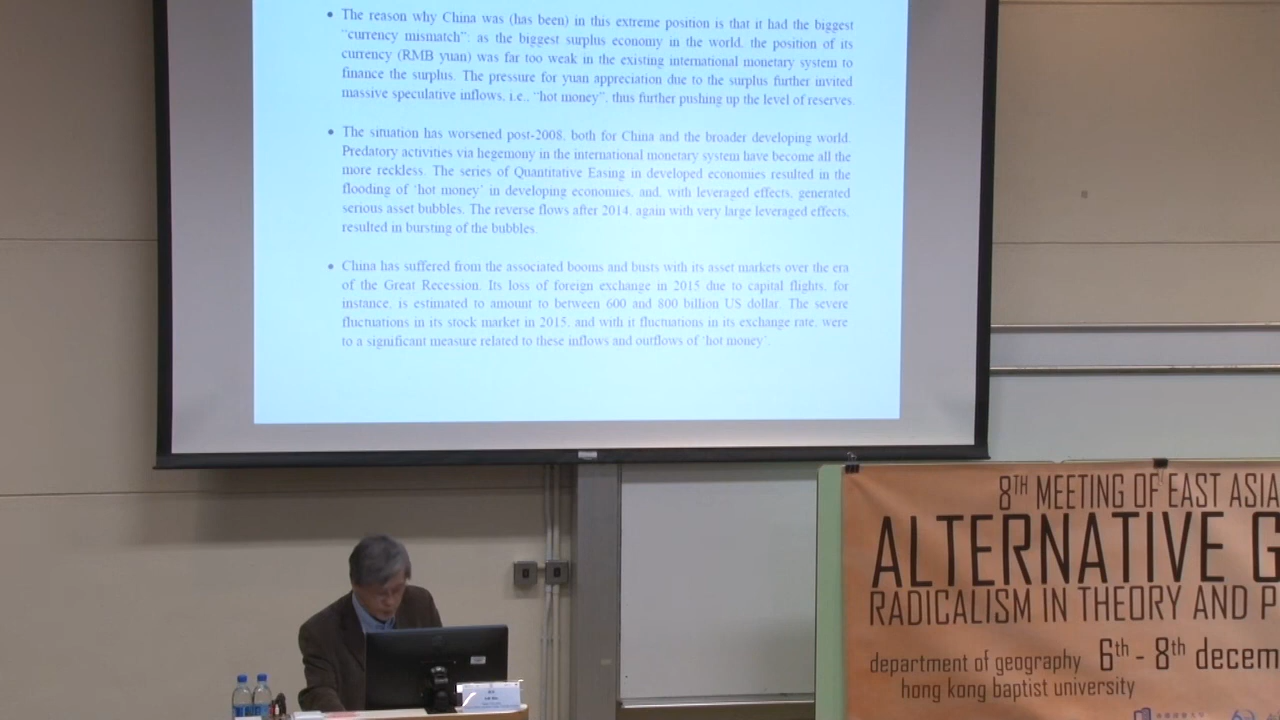 • The reason why China was (has been) in this extreme position is that it had the biggest
"currency mismatch": as the biggest surplus economy in the world, the position of its
currency (RMB yuan) was far too weak in the existing international monetary system to
finance the surplus. The pressure for yuan appreciation due to the surplus further invited
massive speculative inflows, i.e., "hot money", thus further pushing up the level of reserves.
• The situation has worsened post-2008, both for China and the broader developing world.
Predatory activities via hegemony in the international monetary system have become all the
more reckless. The series of Quantitative Easing in developed economies resulted in the
flooding of 'hot money' in developing economies, and, with leveraged effects, generated
serious asset bubbles. The reverse flows after 2014, again with very large leveraged effects,
resulted in bursting of the bubbles.
• China has suffered from the associated booms and busts with its asset markets over the era
of the Great Recession. Its loss of foreign exchange in 2015 due to capital flights, for
instance, is estimated to amount to between 600 and 800 billion US dollar. The severe
fluctuations in its stock market in 2015, and with it fluctuations in its exchange rate, were
to a significant measure related to these inflows and outflows of 'hot money'.
8TH MEETING OF EAST ASIA
ALTERNATIVE G
RADICALISM IN THEORY AND P
department of geography 6th - 8th decem
hong kong baptist university